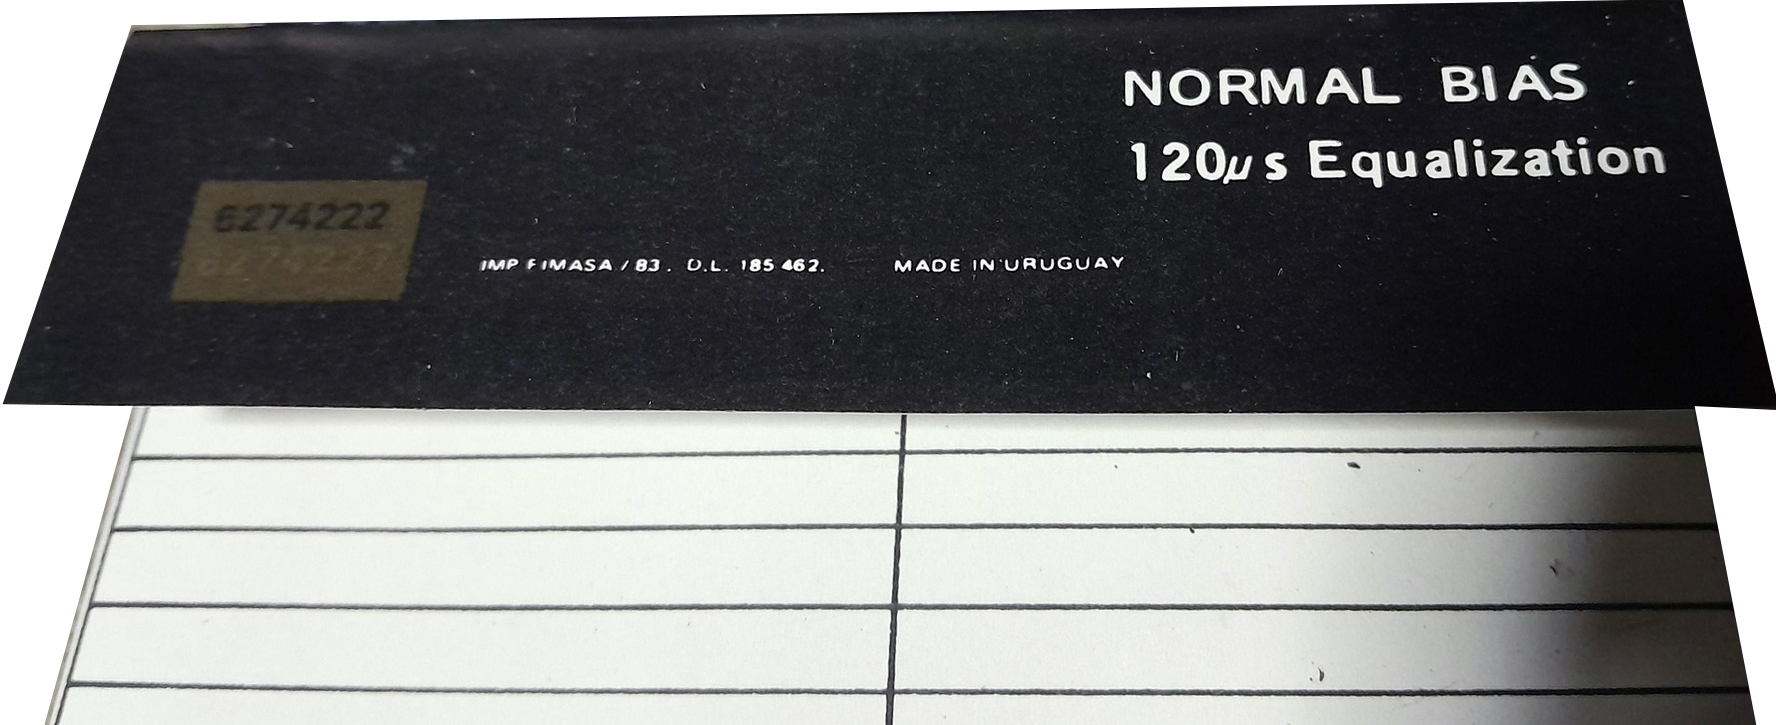 NORMAL BIAS
120µs Equalization
6274222
IMP FIMASA / 83. D.L. 185 462. MADE IN URUGUAY